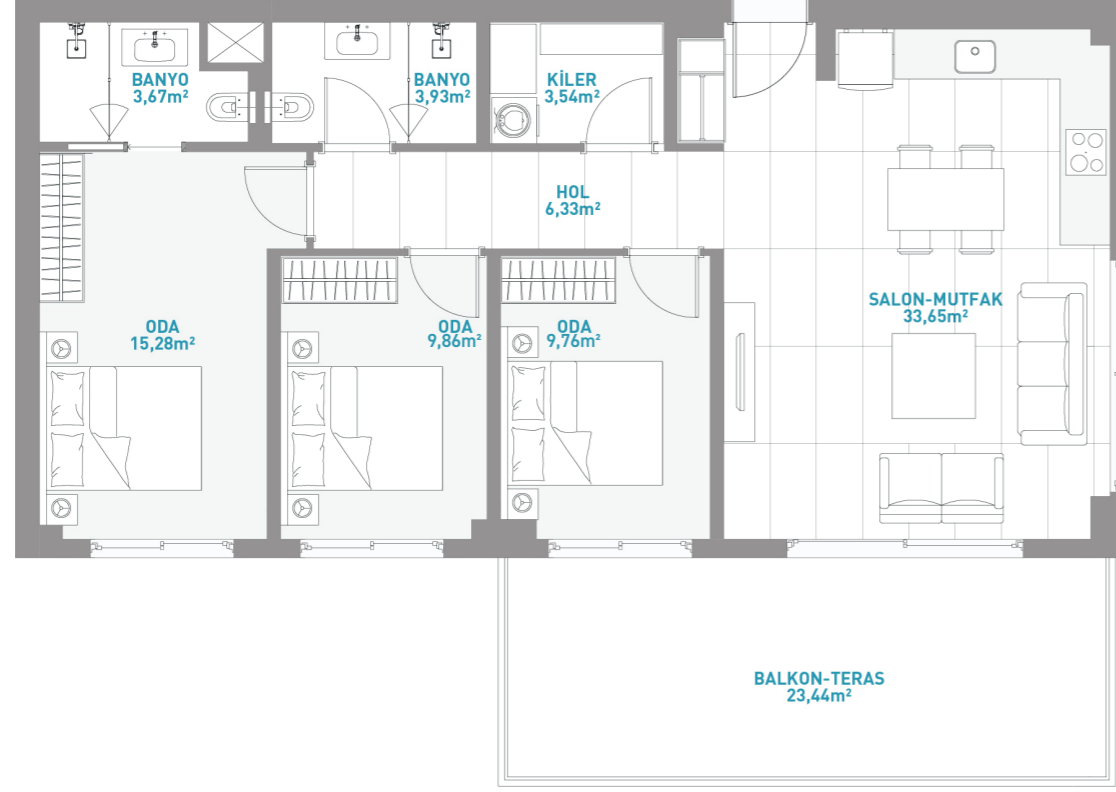 BANYO
3,67m²
BANYO
3,93m²
KİLER
3,54m²
HOL
6,33m²
SALON-MUTFAK
33,65m²
ODA
15,28m²
ODA
9,86m²
ODA
9,76m²
BALKON-TERAS
23,44m²